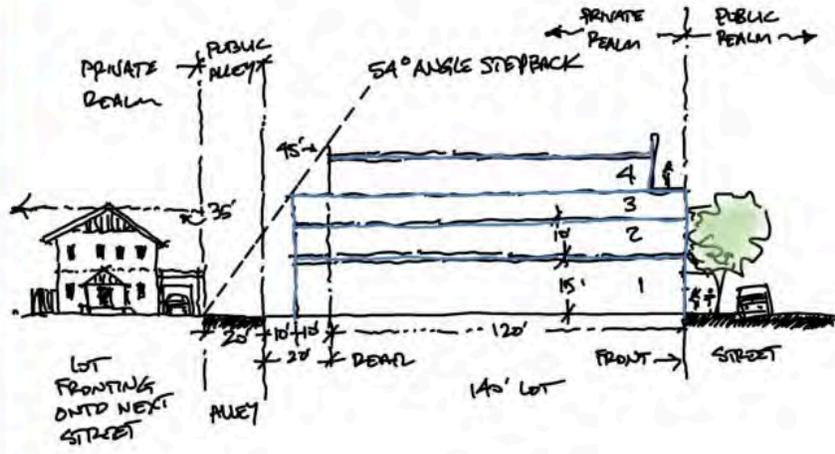 PRIVATE
REALM
PUBLIC
REALM
PRIVATE
REALM
PUBLIC
ALLEY
54° ANGLE STEPBACK
45'
4
35'
3
10'
2
15'
1
20'
10'
10'
120'
20'
REAR
FRONT
STREET
140' LOT
LOT
FRONTING
ONTO NEXT
STREET
ALLEY